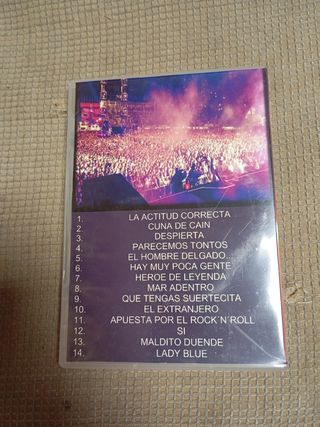 1. LA ACTITUD CORRECTA
2. CUNA DE CAIN
3. DESPIERTA
4. PARECEMOS TONTOS
5. EL HOMBRE DELGADO...
6. HAY MUY POCA GENTE
7. HEROE DE LEYENDA
8. MAR ADENTRO
9. QUE TENGAS SUERTECITA
10. EL EXTRANJERO
11. APUESTA POR EL ROCK´N´ROLL
12. SI
13. MALDITO DUENDE
14. LADY BLUE